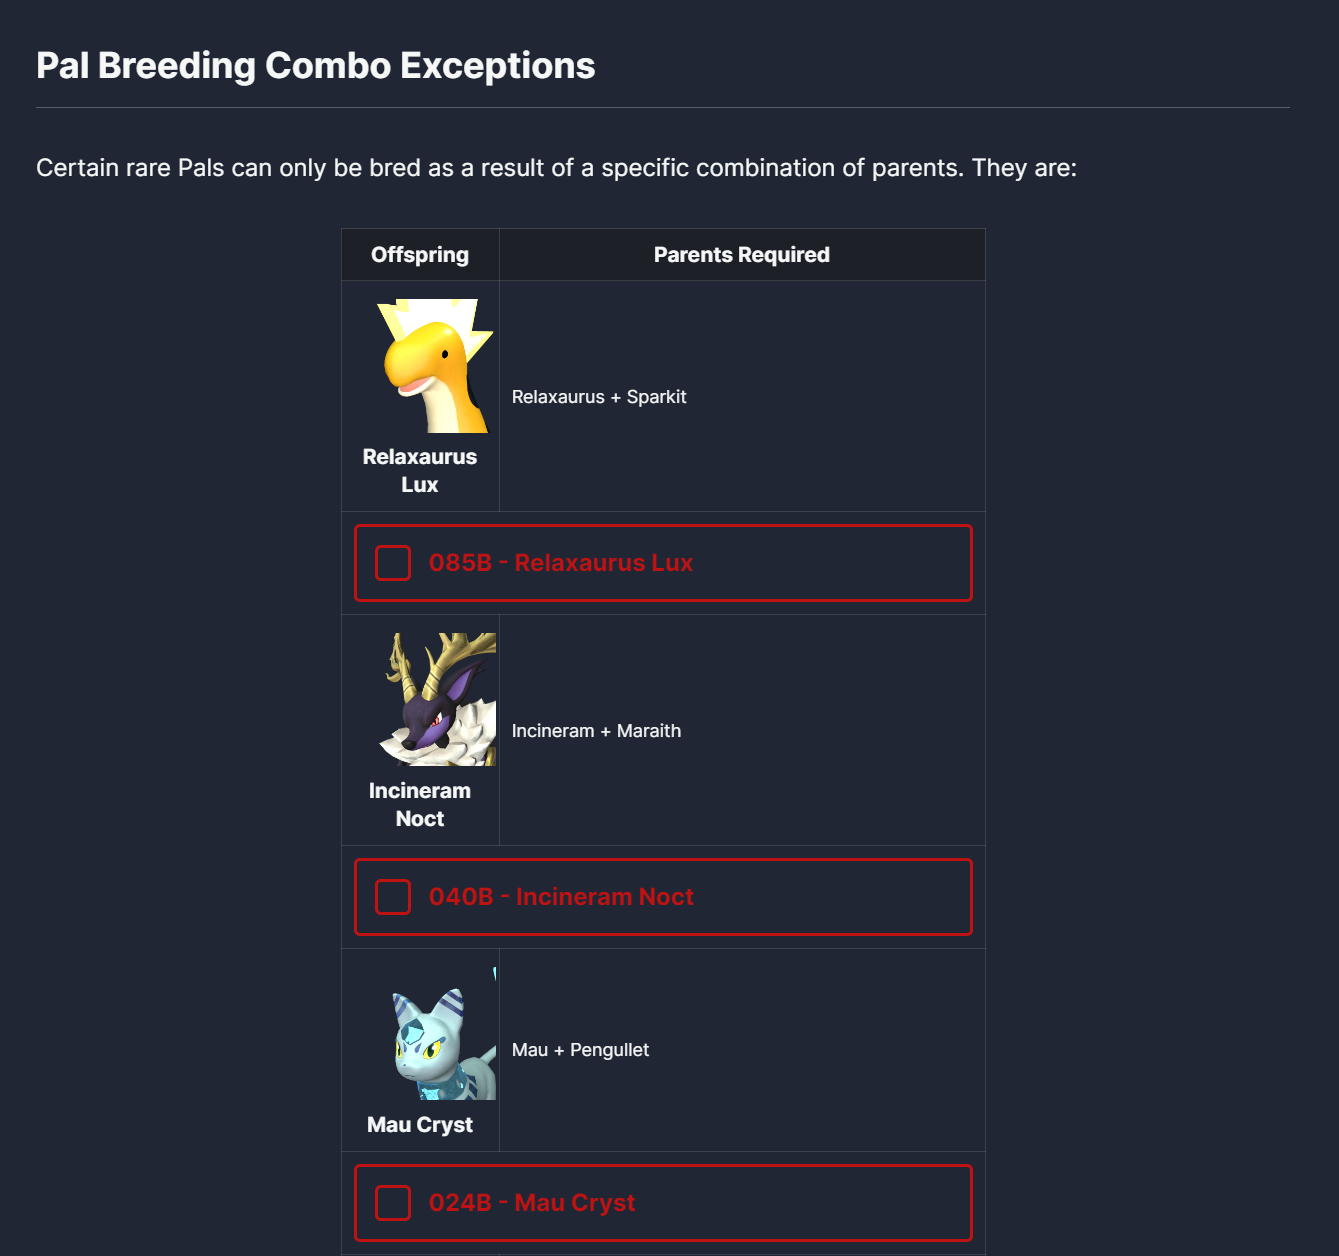 Pal Breeding Combo Exceptions
Certain rare Pals can only be bred as a result of a specific combination of parents. They are:
Offspring Parents Required
Relaxaurus + Sparkit
Relaxaurus
Lux
085B - Relaxaurus Lux
Incineram + Maraith
Incineram
Noct
040B - Incineram Noct
Mau + Pengullet
Mau Cryst
024B - Mau Cryst